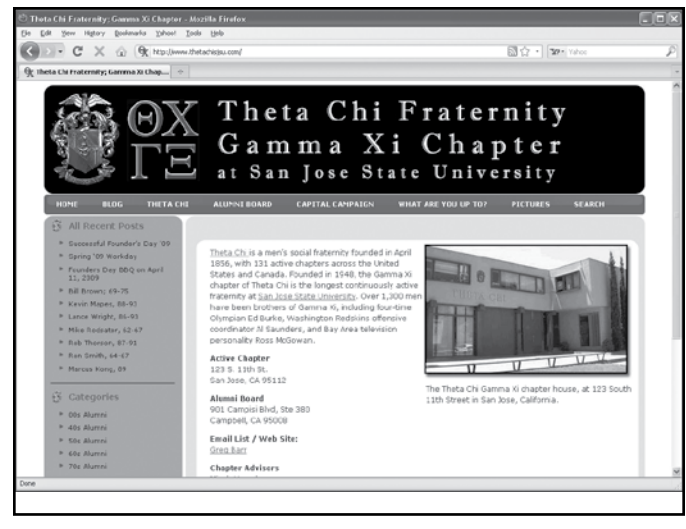 Theta Chi Fraternity; Gamma Xi Chapter - Mozilla Firefox
File Edit View History Bookmarks Yahoo! Tools Help
http://www.thetachisjsu.com/
Yahoo
Theta Chi Fraternity; Gamma Xi Chap...
ΘΧ
ΓΞ
Theta Chi Fraternity
Gamma Xi Chapter
at San Jose State University
HOME BLOG THETA CHI ALUMNI BOARD CAPITAL CAMPAIGN WHAT ARE YOU UP TO? PICTURES SEARCH
All Recent Posts
Successful Founder's Day '09
Spring '09 Workday
Founders Day BBQ on April
11, 2009
Bill Brown; 69-75
Kevin Mapes, 88-93
Lance Wright, 86-91
Mike Rodgater, 62-67
Rob Thorson, 87-91
Ron Smith, 64-67
Marcus Kong, 09
Categories
00s Alumni
40s Alumni
50s Alumni
60s Alumni
70s Alumni
Theta Chi is a men's social fraternity founded in April
1856, with 131 active chapters across the United
States and Canada. Founded in 1948, the Gamma Xi
chapter of Theta Chi is the longest continuously active
fraternity at San Jose State University. Over 1,300 men
have been brothers of Gamma Xi, including four-time
Olympian Ed Burke, Washington Redskins offensive
coordinator Al Saunders, and Bay Area television
personality Ross McGowan.
Active Chapter
123 S. 11th St.
San Jose, CA 95112
Alumni Board
901 Campisi Blvd, Ste 380
Campbell, CA 95008
Email List / Web Site:
Greg Barr
Chapter Advisors
THETA CHI
The Theta Chi Gamma Xi chapter house, at 123 South
11th Street in San Jose, California.
Done